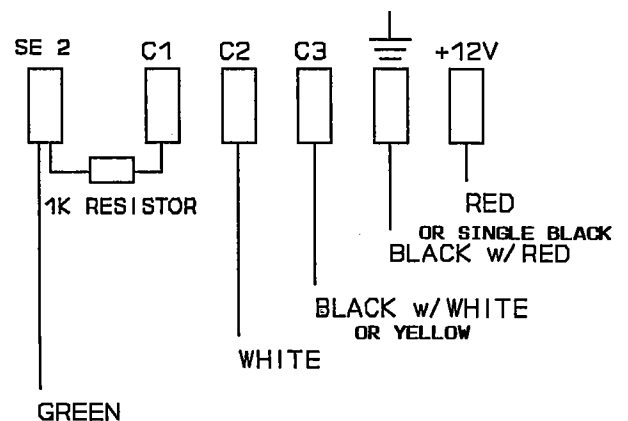 SE 2 C1 C2 C3 +12V
1K RESISTOR
RED
OR SINGLE BLACK
BLACK w/RED
BLACK w/WHITE
OR YELLOW
WHITE
GREEN